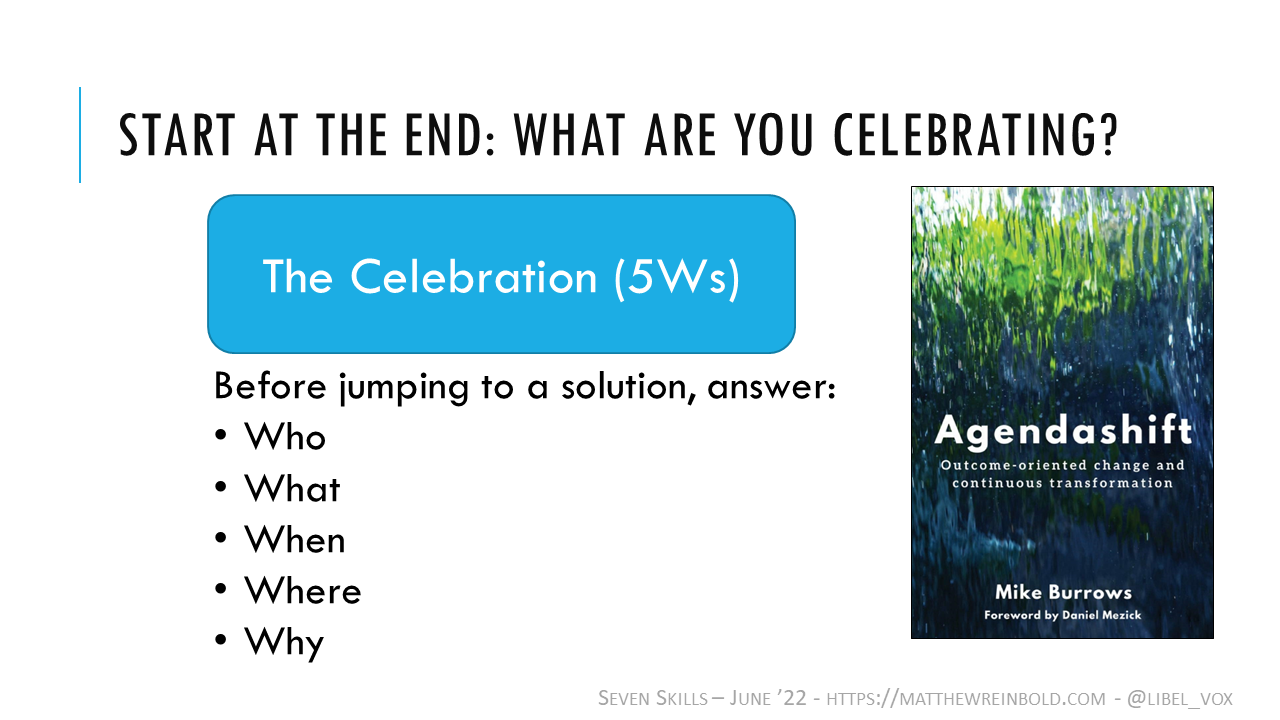 START AT THE END: WHAT ARE YOU CELEBRATING?
The Celebration (5Ws)
Before jumping to a solution, answer:
• Who
• What
• When
• Where
• Why
Agendashift
Outcome-oriented change and
continuous transformation
Mike Burrows
Foreword by Daniel Mezick
SEVEN SKILLS – JUNE ’22 - HTTPS://MATTHEWREINBOLD.COM - @LIBEL_VOX